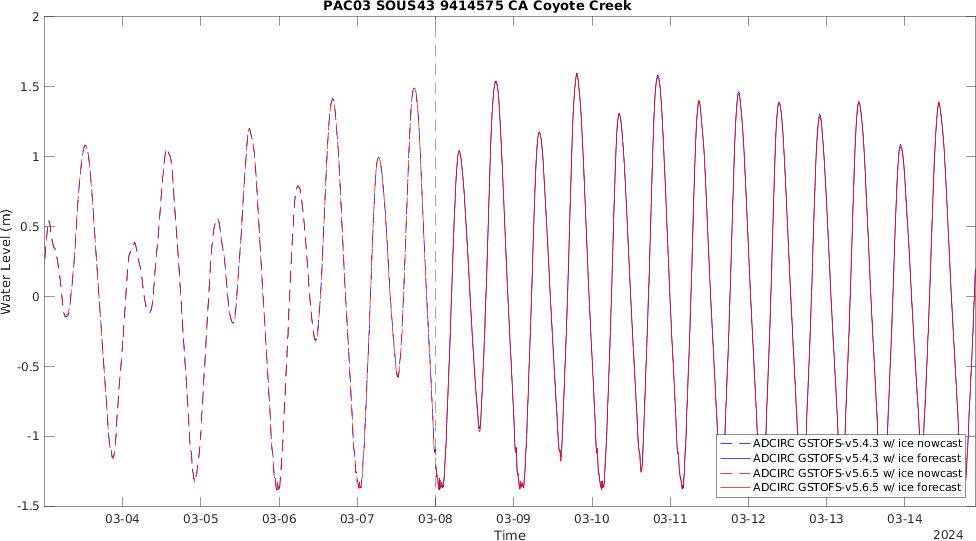 PAC03 SOUS43 9414575 CA Coyote Creek
2
1.5
1
0.5
0
-0.5
-1
-1.5
Water Level (m)
ADCIRC GSTOFS-v5.4.3 w/ ice nowcast
ADCIRC GSTOFS-v5.4.3 w/ ice forecast
ADCIRC GSTOFS-v5.6.5 w/ ice nowcast
ADCIRC GSTOFS-v5.6.5 w/ ice forecast
03-04 03-05 03-06 03-07 03-08 03-09 03-10 03-11 03-12 03-13 03-14
Time
2024